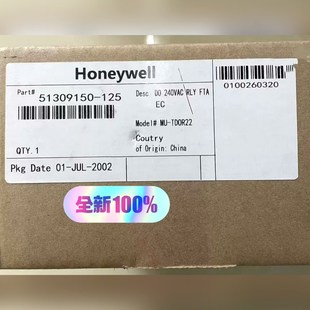 Honeywell
Part# 51309150-125
Desc: DO 240VAC RLY FTA
EC
0100260320
Model# MU-TDOR22
Coutry
of Origin: China
QTY. 1
Pkg Date 01-JUL-2002
全新100%